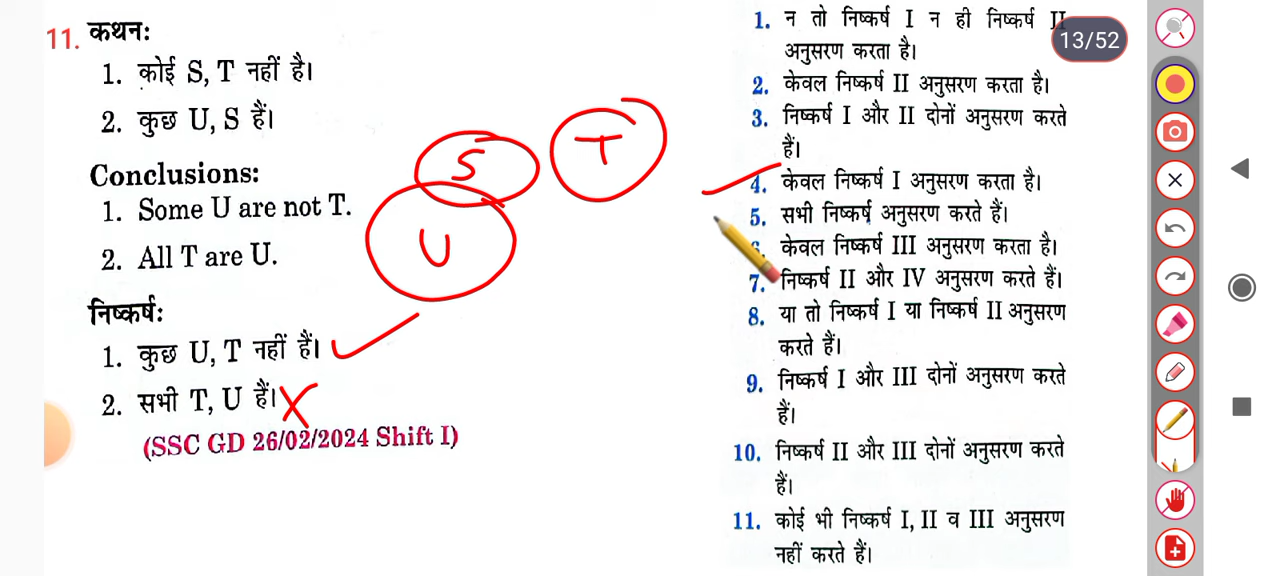 11. कथन:
1. कोई S, T नहीं है।
2. कुछ U, S हैं।
Conclusions:
1. Some U are not T.
2. All T are U.
निष्कर्ष:
1. कुछ U, T नहीं हैं।
2. सभी T, U हैं।
(SSC GD 26/02/2024 Shift I)
S
T
U
1. न तो निष्कर्ष I न ही निष्कर्ष II
अनुसरण करता है।
2. केवल निष्कर्ष II अनुसरण करता है।
3. निष्कर्ष I और II दोनों अनुसरण करते
हैं।
4. केवल निष्कर्ष I अनुसरण करता है।
5. सभी निष्कर्ष अनुसरण करते हैं।
6. केवल निष्कर्ष III अनुसरण करता है।
7. निष्कर्ष II और IV अनुसरण करते हैं।
8. या तो निष्कर्ष I या निष्कर्ष II अनुसरण
करते हैं।
9. निष्कर्ष I और III दोनों अनुसरण करते
हैं।
10. निष्कर्ष II और III दोनों अनुसरण करते
हैं।
11. कोई भी निष्कर्ष I, II व III अनुसरण
नहीं करते हैं।
13/52